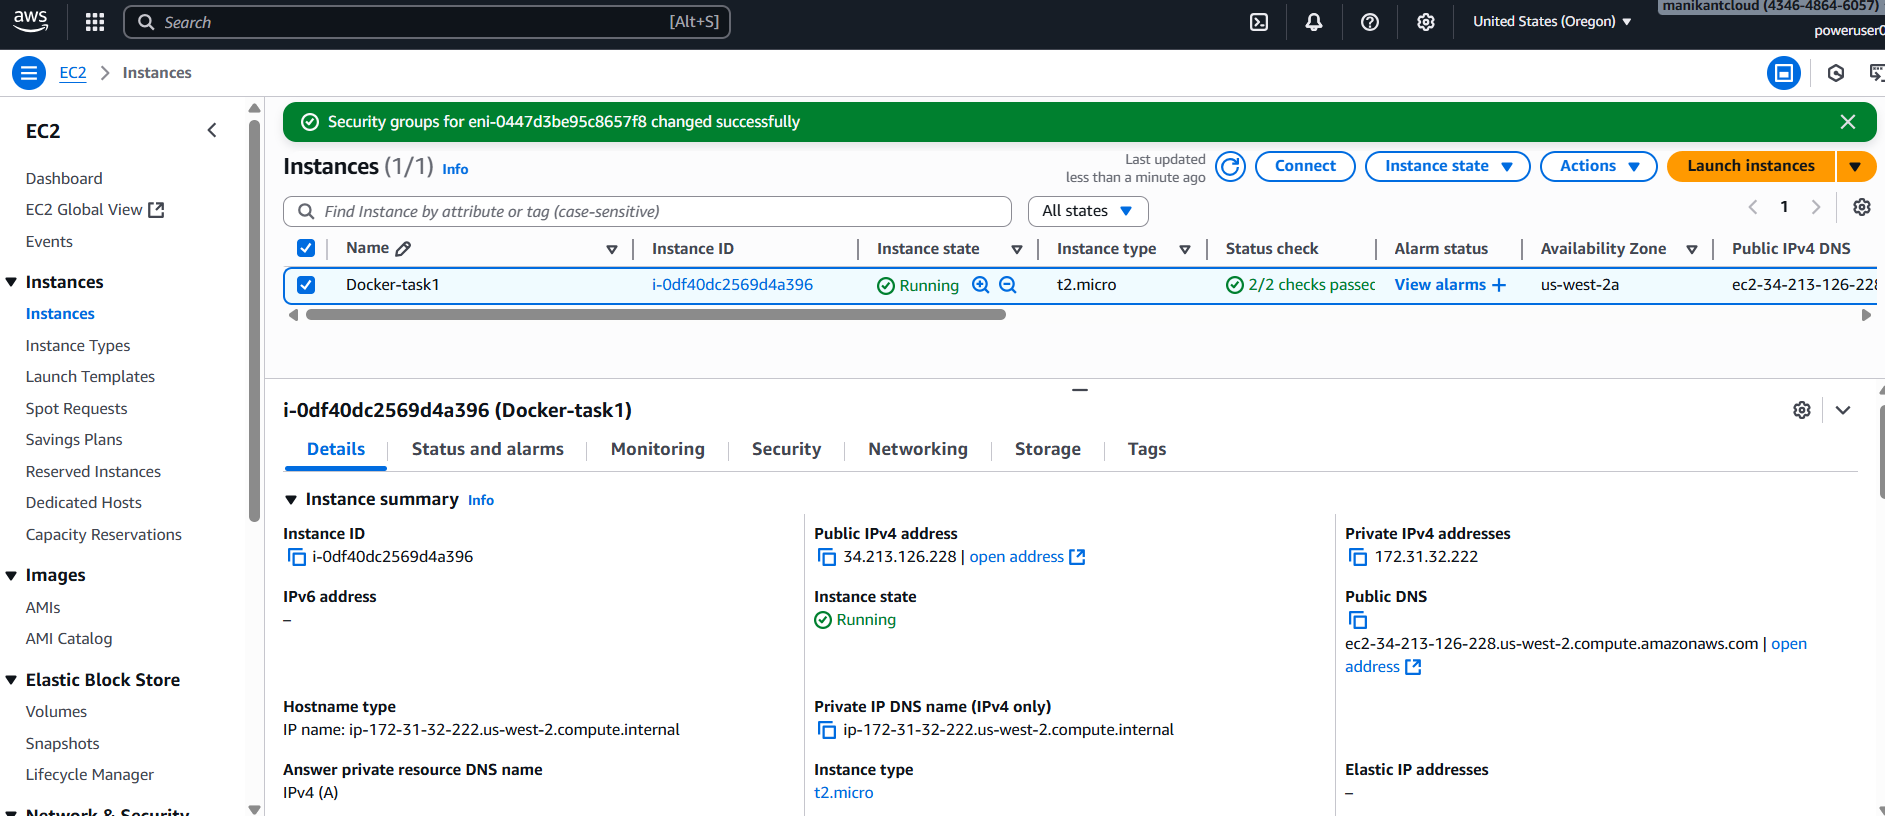 aws
Search
[Alt+S]
United States (Oregon)
manikantcloud (4346-4864-6057)
EC2
Instances
EC2
Dashboard
EC2 Global View
Events
Instances
Instances
Instance Types
Launch Templates
Spot Requests
Savings Plans
Reserved Instances
Dedicated Hosts
Capacity Reservations
Images
AMIs
AMI Catalog
Elastic Block Store
Volumes
Snapshots
Lifecycle Manager
Network & Security
Security groups for eni-0447d3be95c8657f8 changed successfully
Instances (1/1) Info
Last updated
less than a minute ago
Connect
Instance state
Actions
Launch instances
Find Instance by attribute or tag (case-sensitive)
All states
1
Name Instance ID Instance state Instance type Status check Alarm status Availability Zone Public IPv4 DNS
Docker-task1 i-0df40dc2569d4a396 Running t2.micro 2/2 checks passec View alarms us-west-2a ec2-34-213-126-228
i-0df40dc2569d4a396 (Docker-task1)
Details Status and alarms Monitoring Security Networking Storage Tags
Instance summary Info
Instance ID
i-0df40dc2569d4a396
Public IPv4 address
34.213.126.228 | open address
Private IPv4 addresses
172.31.32.222
IPv6 address
–
Instance state
Running
Public DNS
ec2-34-213-126-228.us-west-2.compute.amazonaws.com | open
address
Hostname type
IP name: ip-172-31-32-222.us-west-2.compute.internal
Private IP DNS name (IPv4 only)
ip-172-31-32-222.us-west-2.compute.internal
Answer private resource DNS name
IPv4 (A)
Instance type
t2.micro
Elastic IP addresses
–